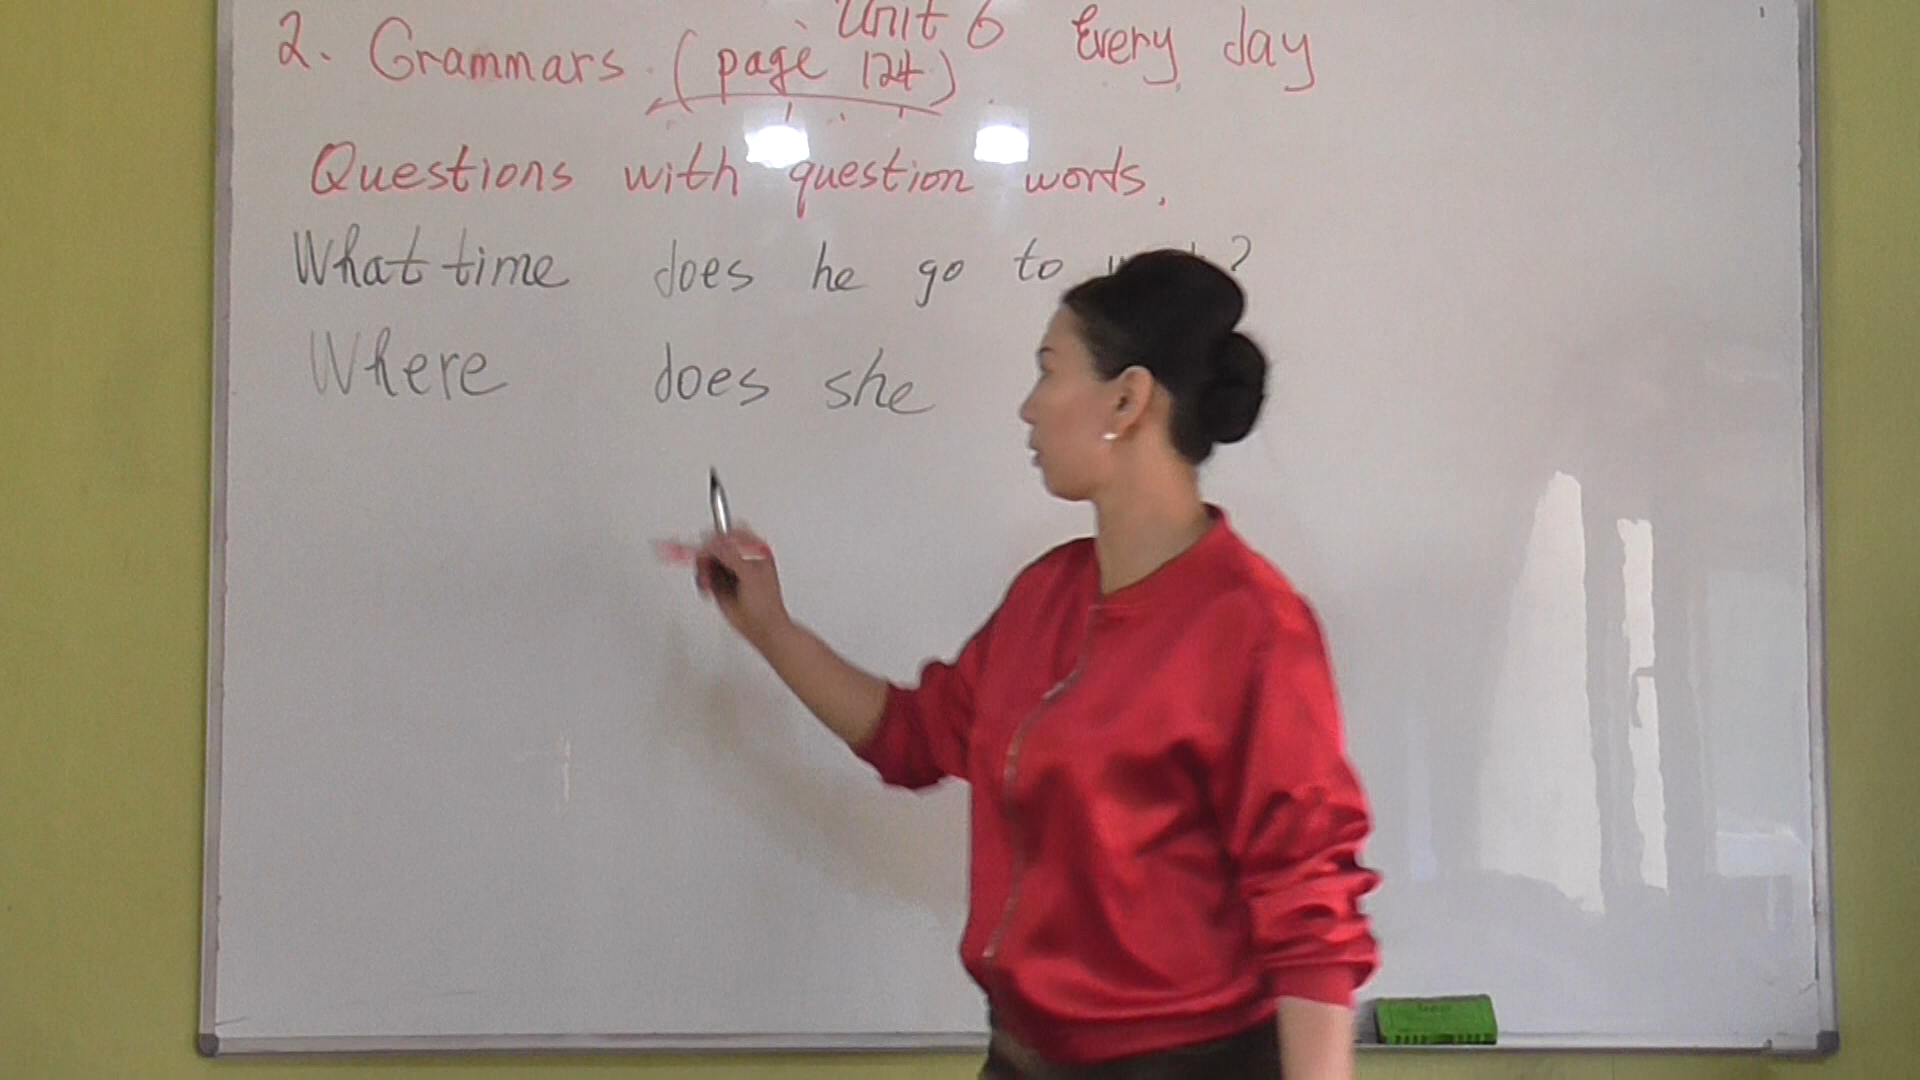 Unit 6 Every day
2. Grammars. (page 124)
Questions with question words.
What time does he go to ?
Where does she